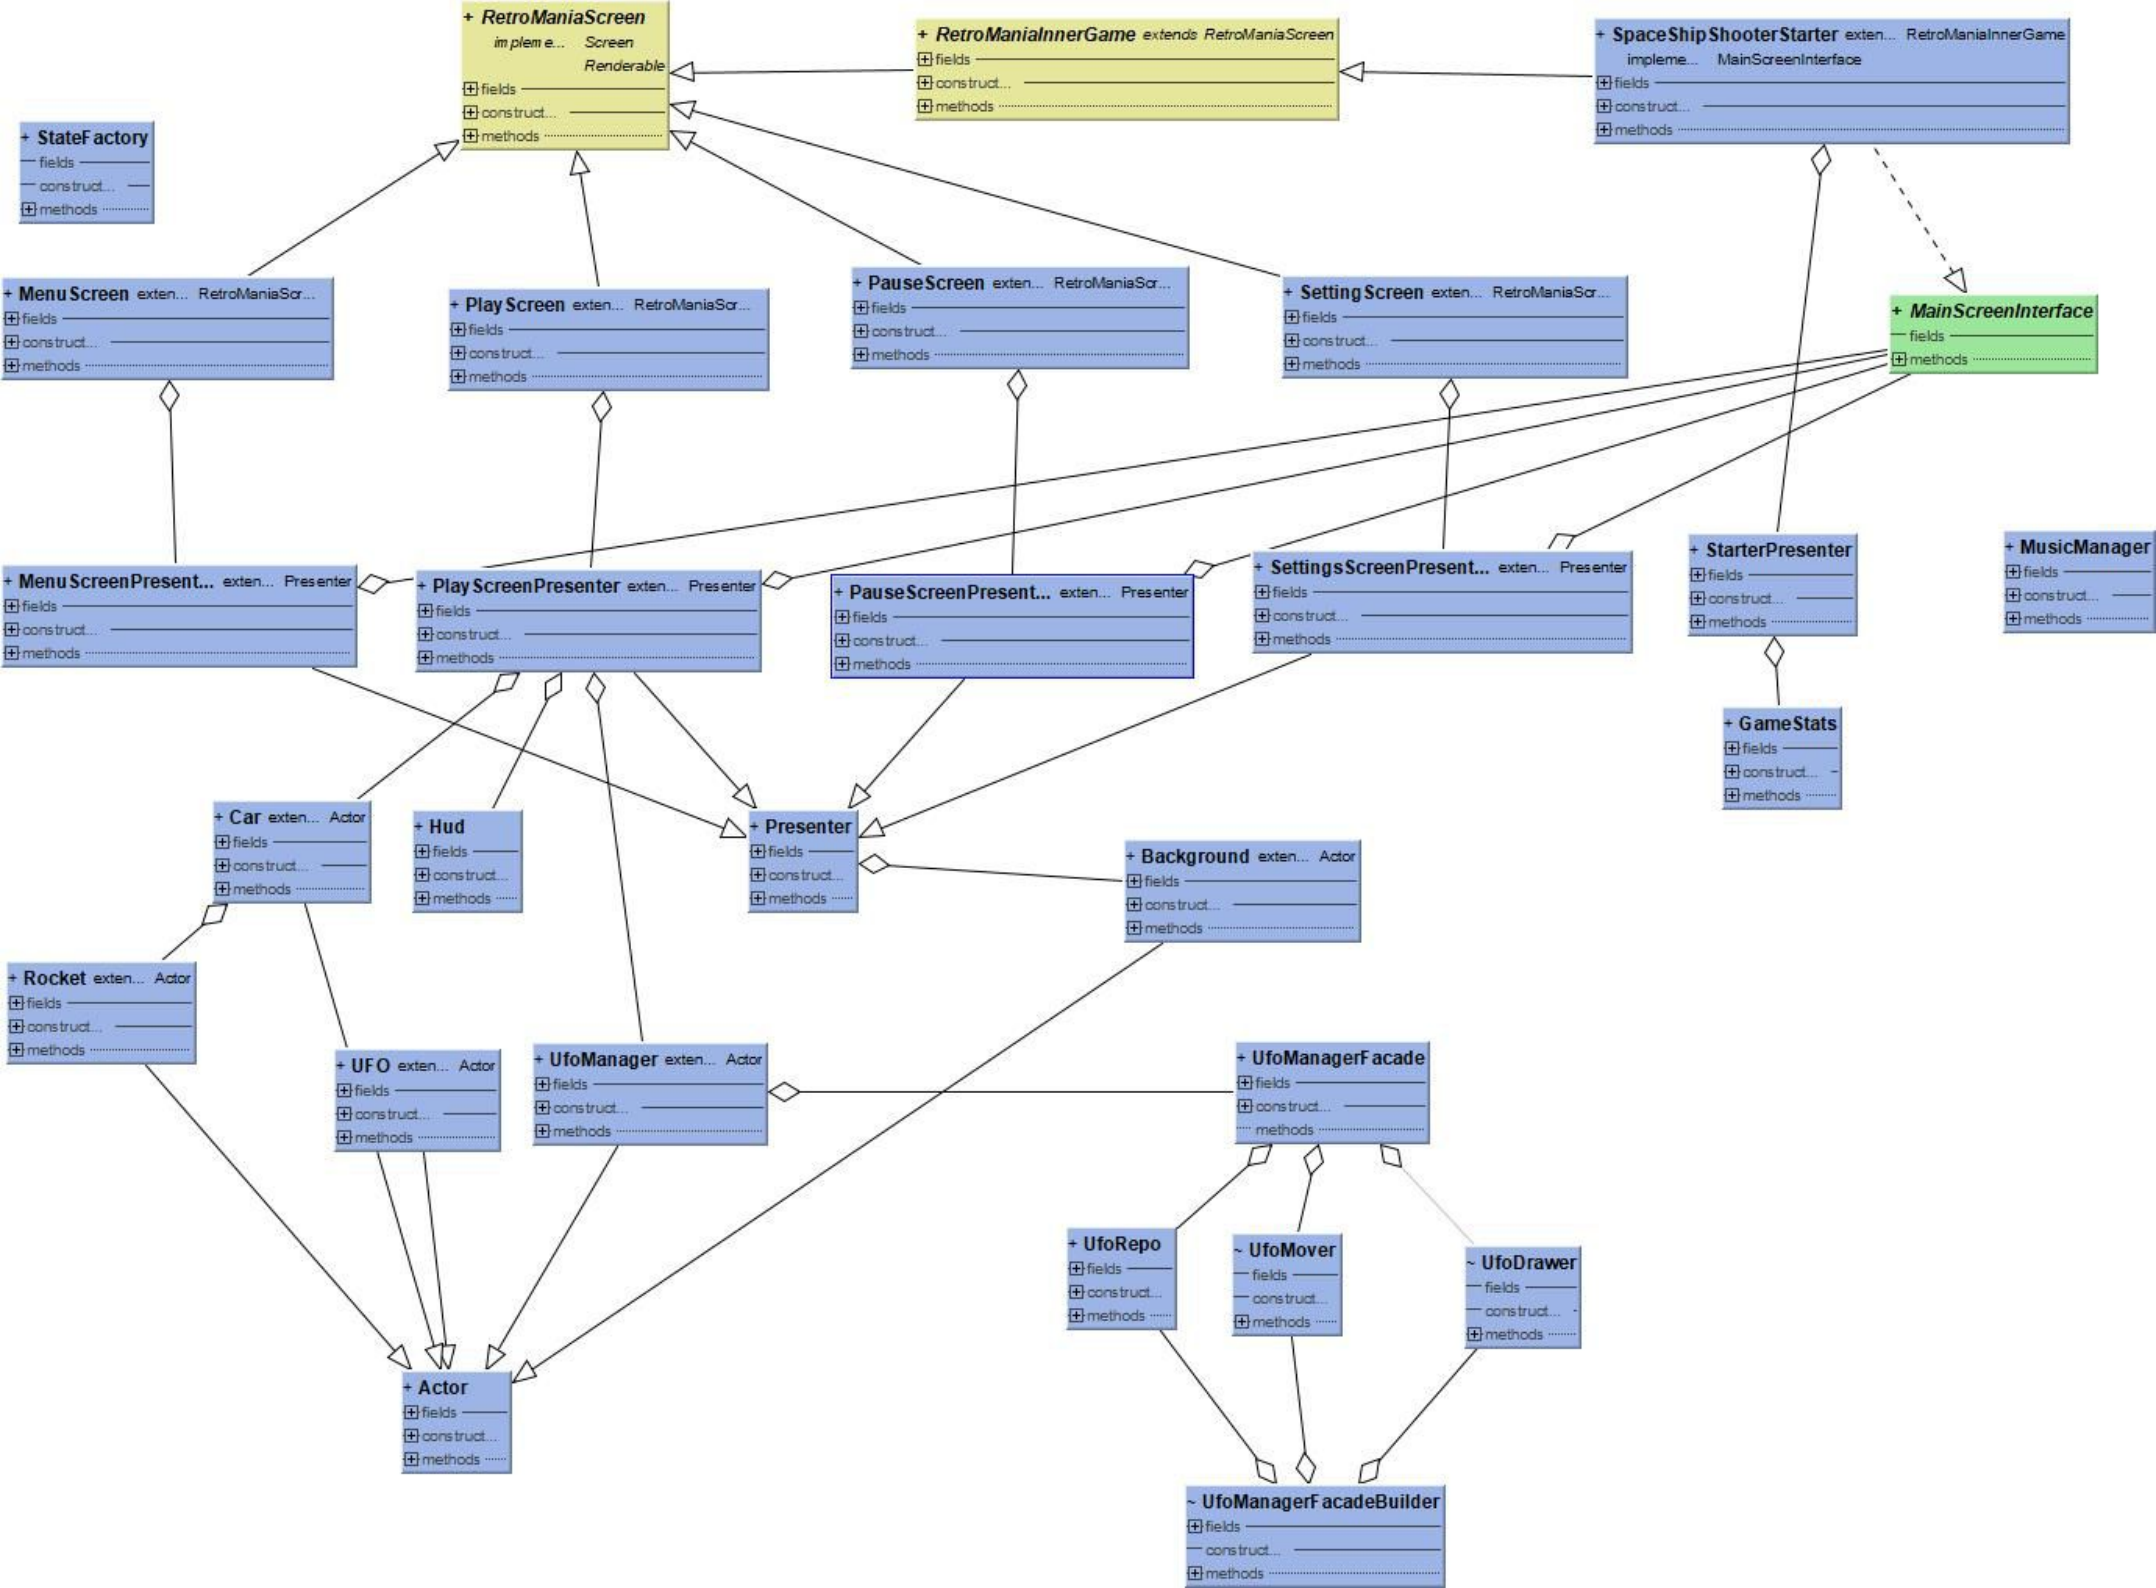 + RetroManiaScreen
impleme... Screen
Renderable
fields
construct...
methods
+ RetroManiaInnerGame extends RetroManiaScreen
fields
construct...
methods
+ SpaceShipShooterStarter exten... RetroManiaInnerGame
impleme... MainScreenInterface
fields
construct...
methods
+ StateFactory
fields
construct...
methods
+ MenuScreen exten... RetroManiaScr...
fields
construct...
methods
+ PlayScreen exten... RetroManiaScr...
fields
construct...
methods
+ PauseScreen exten... RetroManiaScr...
fields
construct...
methods
+ SettingScreen exten... RetroManiaScr...
fields
construct...
methods
+ MainScreenInterface
fields
methods
+ MenuScreenPresent... exten... Presenter
fields
construct...
methods
+ PlayScreenPresenter exten... Presenter
fields
construct...
methods
+ PauseScreenPresent... exten... Presenter
fields
construct...
methods
+ SettingsScreenPresent... exten... Presenter
fields
construct...
methods
+ StarterPresenter
fields
construct...
methods
+ MusicManager
fields
construct...
methods
+ GameStats
fields
construct...
methods
+ Car exten... Actor
fields
construct...
methods
+ Hud
fields
construct...
methods
+ Presenter
fields
construct...
methods
+ Background exten... Actor
fields
construct...
methods
+ Rocket exten... Actor
fields
construct...
methods
+ UFO exten... Actor
fields
construct...
methods
+ UfoManager exten... Actor
fields
construct...
methods
+ UfoManagerFacade
fields
construct...
methods
+ UfoRepo
fields
construct...
methods
~ UfoMover
fields
construct...
methods
~ UfoDrawer
fields
construct...
methods
+ Actor
fields
construct...
methods
~ UfoManagerFacadeBuilder
fields
construct...
methods